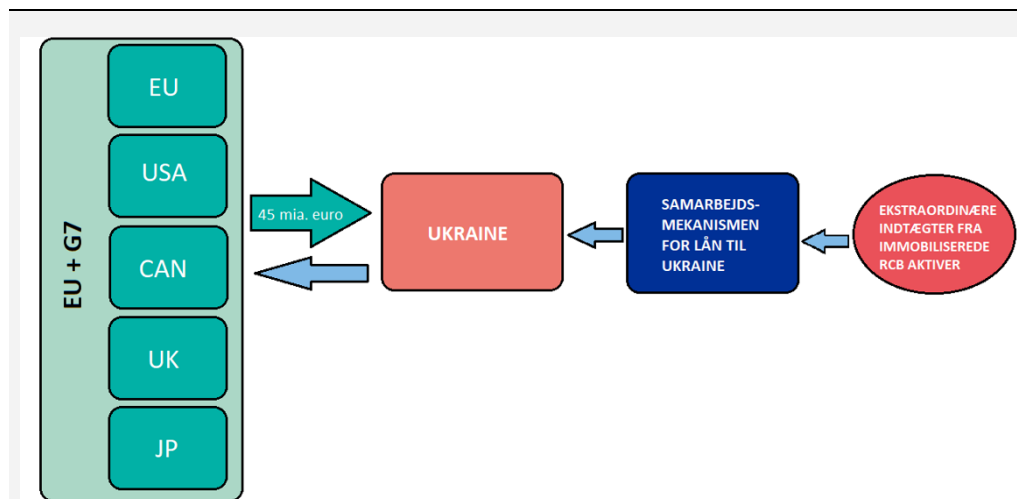 EU + G7
EU
USA
CAN
UK
JP
45 mia. euro
UKRAINE
SAMARBEJDS-
MEKANISMEN
FOR LÅN TIL
UKRAINE
EKSTRAORDINÆRE
INDTÆGTER FRA
IMMOBILISEREDE
RCB AKTIVER